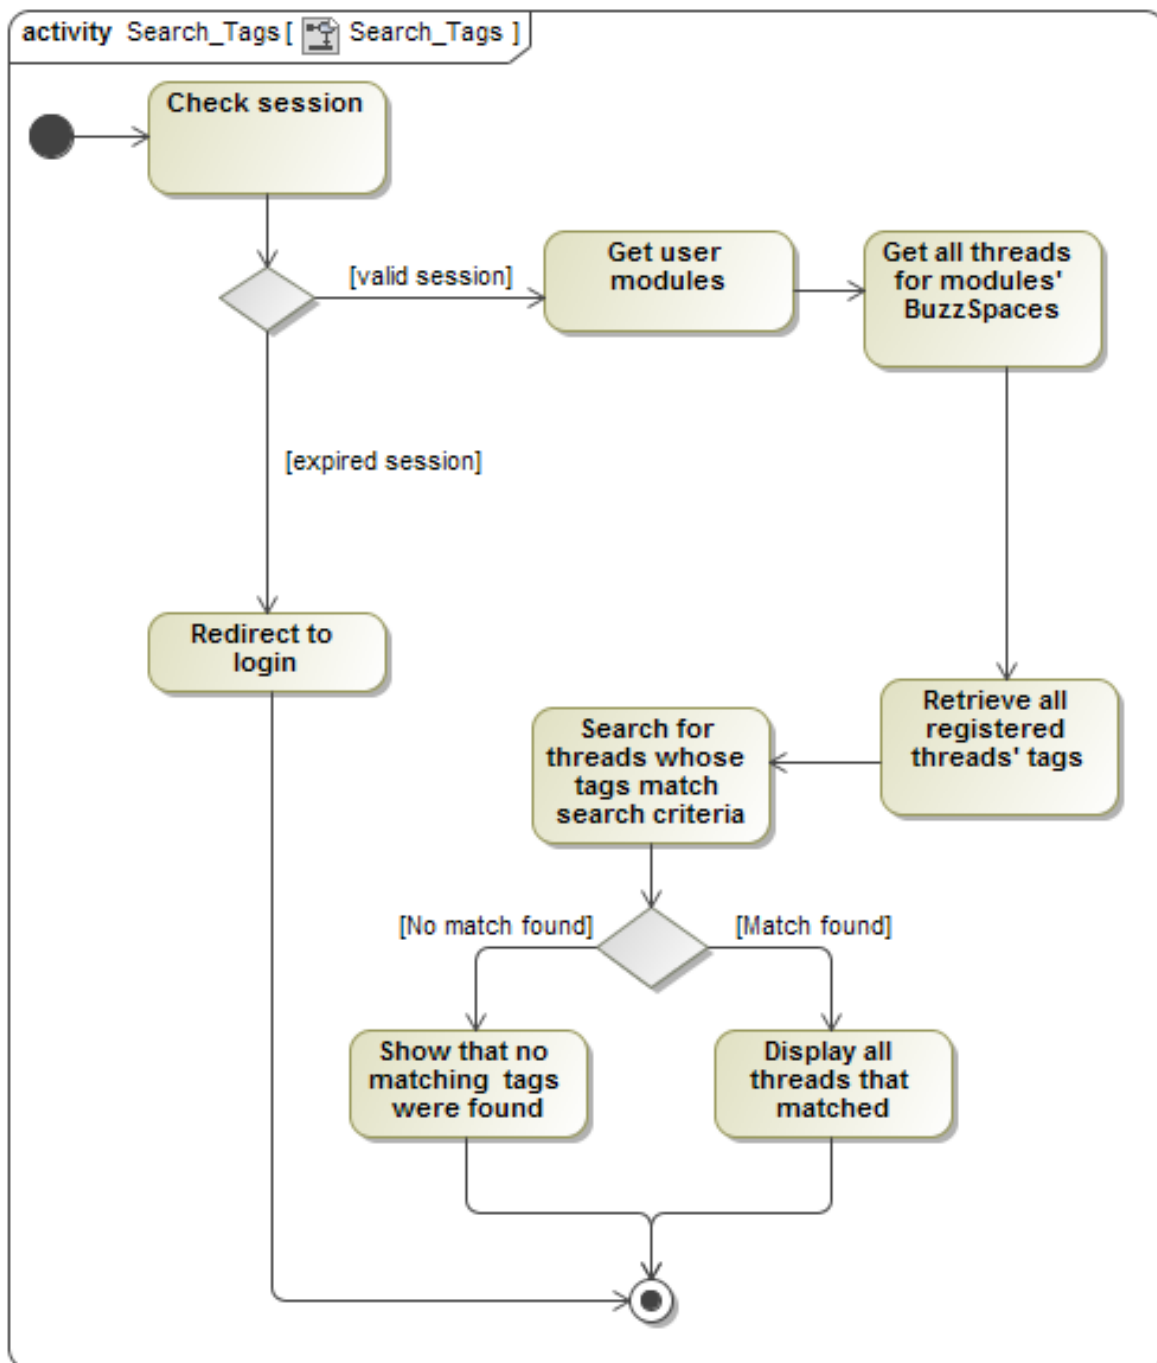 activity Search_Tags [ Search_Tags ]
Check session
[valid session]
Get user
modules
Get all threads
for modules'
BuzzSpaces
[expired session]
Redirect to
login
Retrieve all
registered
threads' tags
Search for
threads whose
tags match
search criteria
[No match found]
[Match found]
Show that no
matching  tags
were found
Display all
threads that
matched